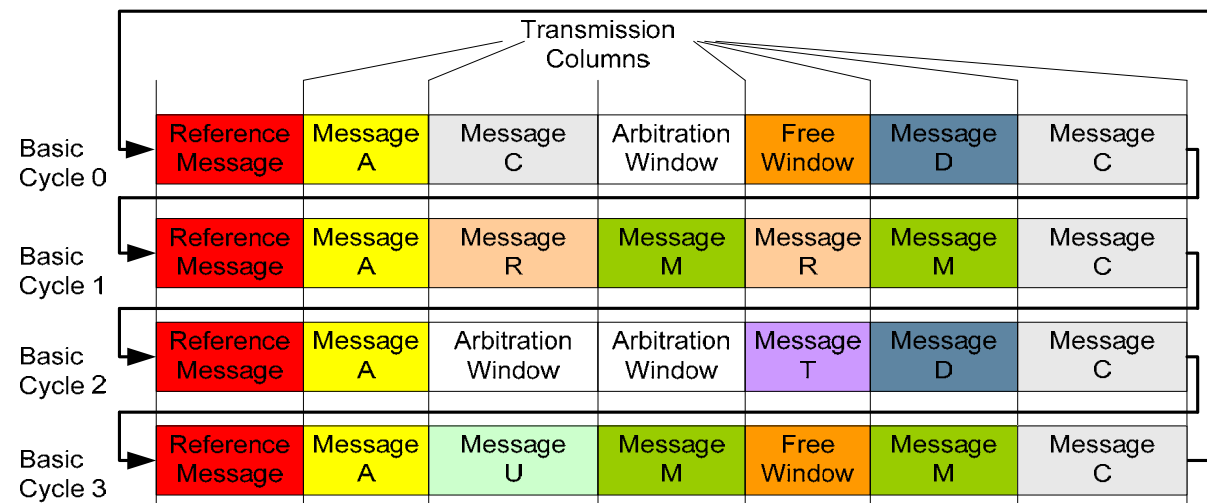 Transmission
Columns
Basic
Cycle 0
Reference
Message
Message
A
Message
C
Arbitration
Window
Free
Window
Message
D
Message
C
Basic
Cycle 1
Reference
Message
Message
A
Message
R
Message
M
Message
R
Message
M
Message
C
Basic
Cycle 2
Reference
Message
Message
A
Arbitration
Window
Arbitration
Window
Message
T
Message
D
Message
C
Basic
Cycle 3
Reference
Message
Message
A
Message
U
Message
M
Free
Window
Message
M
Message
C